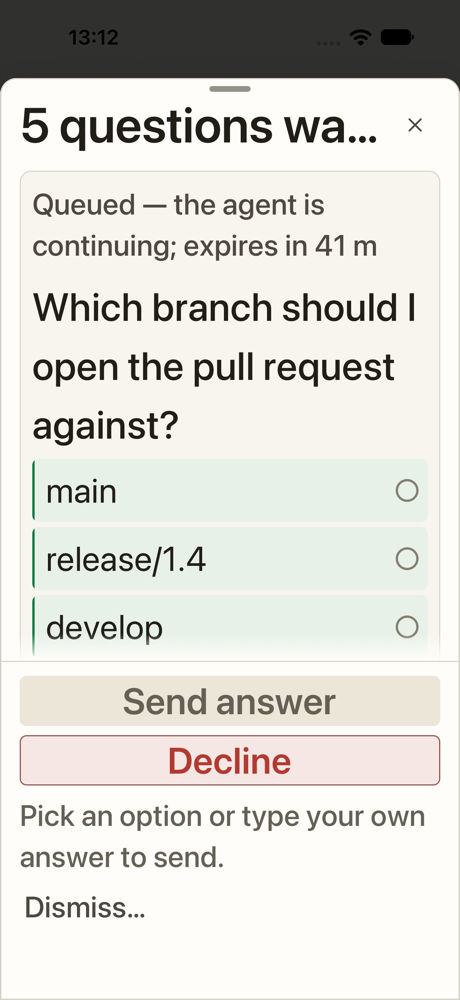 13:12
5 questions wa...
Queued — the agent is
continuing; expires in 41 m
Which branch should I
open the pull request
against?
main
release/1.4
develop
Send answer
Decline
Pick an option or type your own
answer to send.
Dismiss...